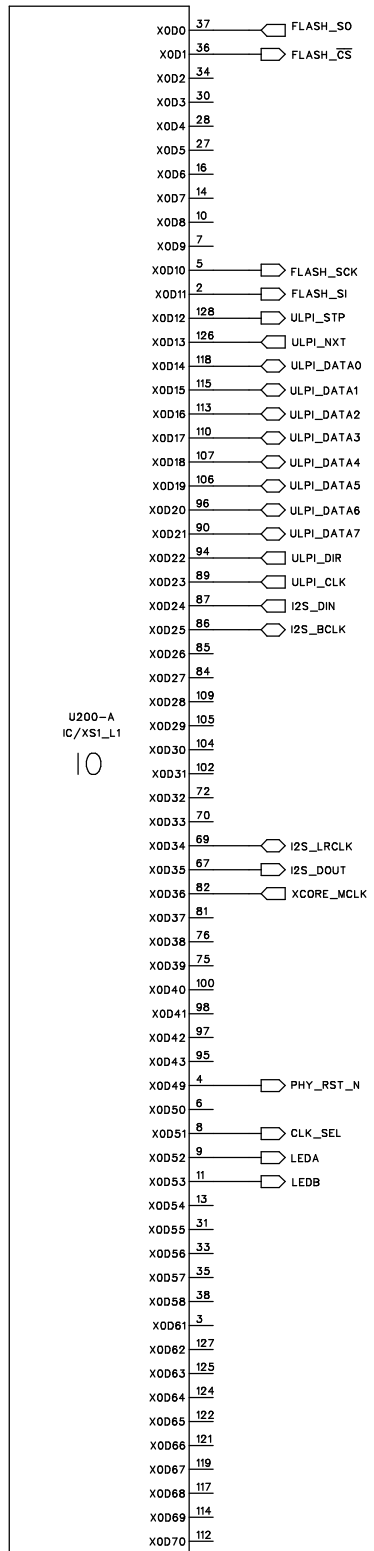 X0D0 37 FLASH_SO
X0D1 36 FLASH_CS
X0D2 34
X0D3 30
X0D4 28
X0D5 27
X0D6 16
X0D7 14
X0D8 10
X0D9 7
X0D10 5 FLASH_SCK
X0D11 2 FLASH_SI
X0D12 128 ULPI_STP
X0D13 126 ULPI_NXT
X0D14 118 ULPI_DATA0
X0D15 115 ULPI_DATA1
X0D16 113 ULPI_DATA2
X0D17 110 ULPI_DATA3
X0D18 107 ULPI_DATA4
X0D19 106 ULPI_DATA5
X0D20 96 ULPI_DATA6
X0D21 90 ULPI_DATA7
X0D22 94 ULPI_DIR
X0D23 89 ULPI_CLK
X0D24 87 I2S_DIN
X0D25 86 I2S_BCLK
X0D26 85
X0D27 84
X0D28 109
U200-A
X0D29 105
IC/XS1_L1
X0D30 104
IO
X0D31 102
X0D32 72
X0D33 70
X0D34 69 I2S_LRCLK
X0D35 67 I2S_DOUT
X0D36 82 XCORE_MCLK
X0D37 81
X0D38 76
X0D39 75
X0D40 100
X0D41 98
X0D42 97
X0D43 95
X0D49 4 PHY_RST_N
X0D50 6
X0D51 8 CLK_SEL
X0D52 9 LEDA
X0D53 11 LEDB
X0D54 13
X0D55 31
X0D56 33
X0D57 35
X0D58 38
X0D61 3
X0D62 127
X0D63 125
X0D64 124
X0D65 122
X0D66 121
X0D67 119
X0D68 117
X0D69 114
X0D70 112